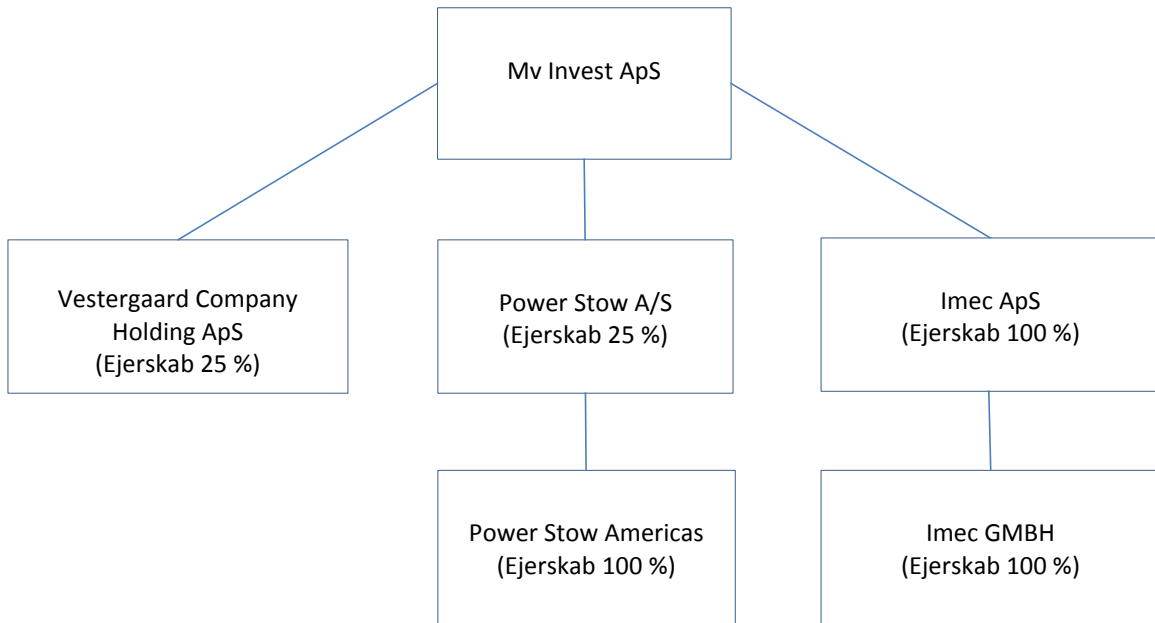 Mv Invest ApS
Vestergaard Company
Holding ApS
(Ejerskab 25 %)
Power Stow A/S
(Ejerskab 25 %)
Imec ApS
(Ejerskab 100 %)
Power Stow Americas
(Ejerskab 100 %)
Imec GMBH
(Ejerskab 100 %)